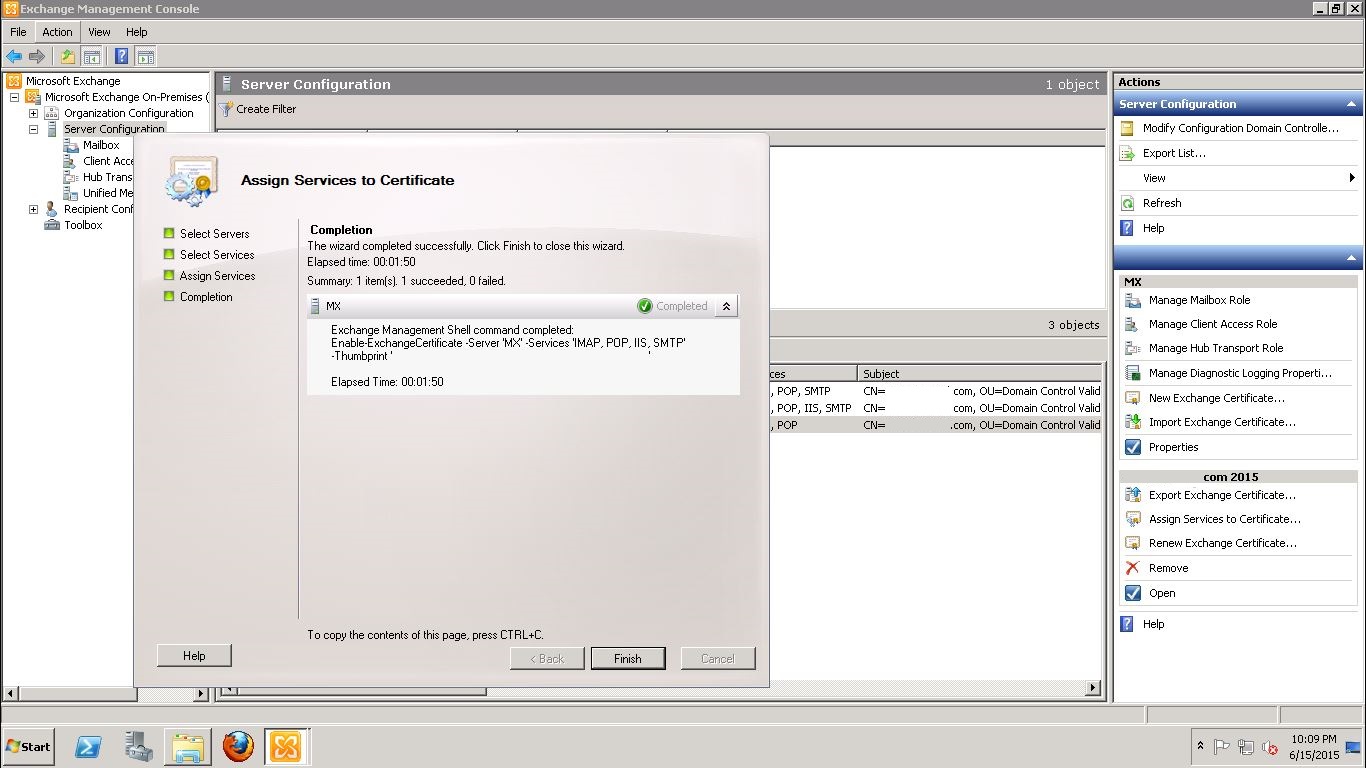 Exchange Management Console
File Action View Help
Microsoft Exchange
Microsoft Exchange On-Premises (
Organization Configuration
Server Configuration
Mailbox
Client Acce
Hub Trans
Unified Me
Recipient Conf
Toolbox
Server Configuration 1 object
Create Filter
Assign Services to Certificate
Select Servers
Select Services
Assign Services
Completion
Completion
The wizard completed successfully. Click Finish to close this wizard.
Elapsed time: 00:01:50
Summary: 1 item(s). 1 succeeded, 0 failed.
MX Completed
Exchange Management Shell command completed:
Enable-ExchangeCertificate -Server 'MX' -Services 'IMAP, POP, IIS, SMTP'
-Thumbprint ' '
Elapsed Time: 00:01:50
To copy the contents of this page, press CTRL+C.
Help
< Back
Finish
Cancel
3 objects
ces Subject
, POP, SMTP CN= com, OU=Domain Control Valid
, POP, IIS, SMTP CN= com, OU=Domain Control Valid
, POP CN= .com, OU=Domain Control Valid
Actions
Server Configuration
Modify Configuration Domain Controlle...
Export List...
View
Refresh
Help
MX
Manage Mailbox Role
Manage Client Access Role
Manage Hub Transport Role
Manage Diagnostic Logging Properti...
New Exchange Certificate...
Import Exchange Certificate...
Properties
com 2015
Export Exchange Certificate...
Assign Services to Certificate...
Renew Exchange Certificate...
Remove
Open
Help
Start
10:09 PM
6/15/2015